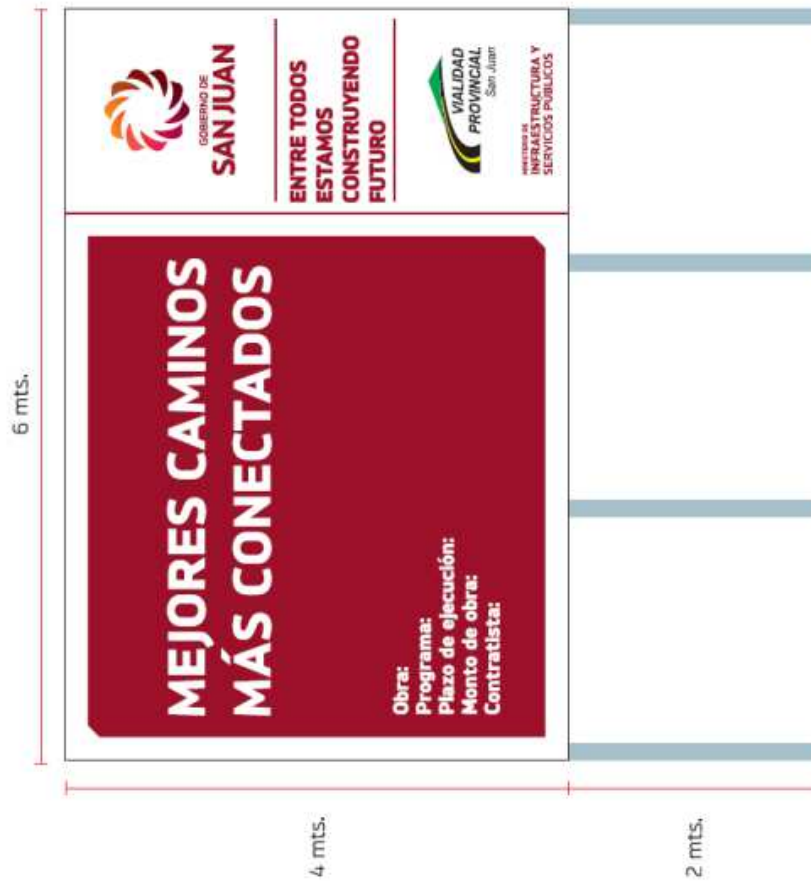 6 mts.
MEJORES CAMINOS
MÁS CONECTADOS
Obra:
Programa:
Plazo de ejecución:
Monto de obra:
Contratista:
GOBIERNO DE
SAN JUAN
ENTRE TODOS
ESTAMOS
CONSTRUYENDO
FUTURO
VIALIDAD
PROVINCIAL
San Juan
MINISTERIO DE
INFRAESTRUCTURA Y
SERVICIOS PÚBLICOS
4 mts.
2 mts.